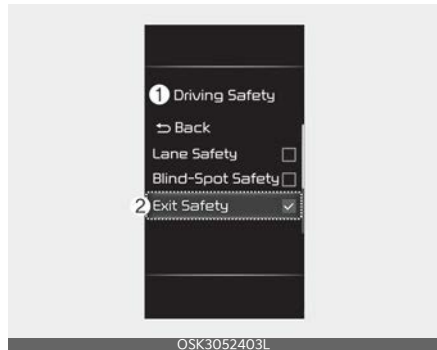 1 Driving Safety
Back
Lane Safety
Blind-Spot Safety
2 Exit Safety
OSK3052403L